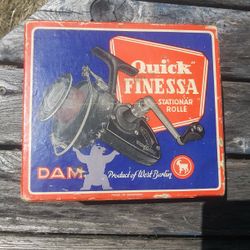 "Quick"
FINESSA
STATIONÄR
ROLLE
DAM
Product of West Berlin